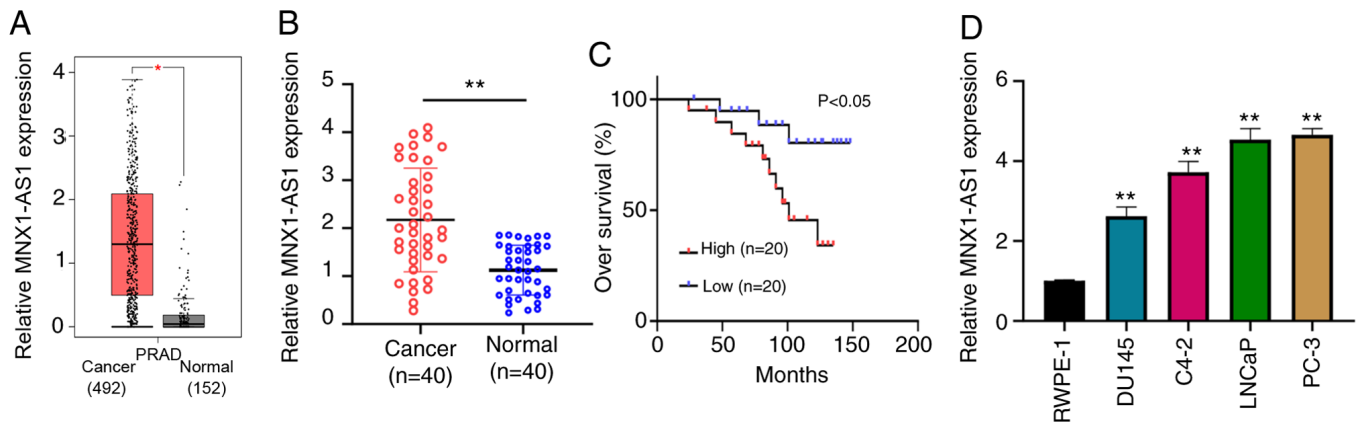 A
Relative MNX1-AS1 expression
4
3
2
1
0
*
PRAD
Cancer
(492)
Normal
(152)
B
Relative MNX1-AS1 expression
5
4
3
2
1
0
**
Cancer
(n=40)
Normal
(n=40)
C
Over survival (%)
100
50
0
P<0.05
High (n=20)
Low (n=20)
0 50 100 150 200
Months
D
Relative MNX1-AS1 expression
6
4
2
0
**
**
**
**
RWPE-1
DU145
C4-2
LNCaP
PC-3